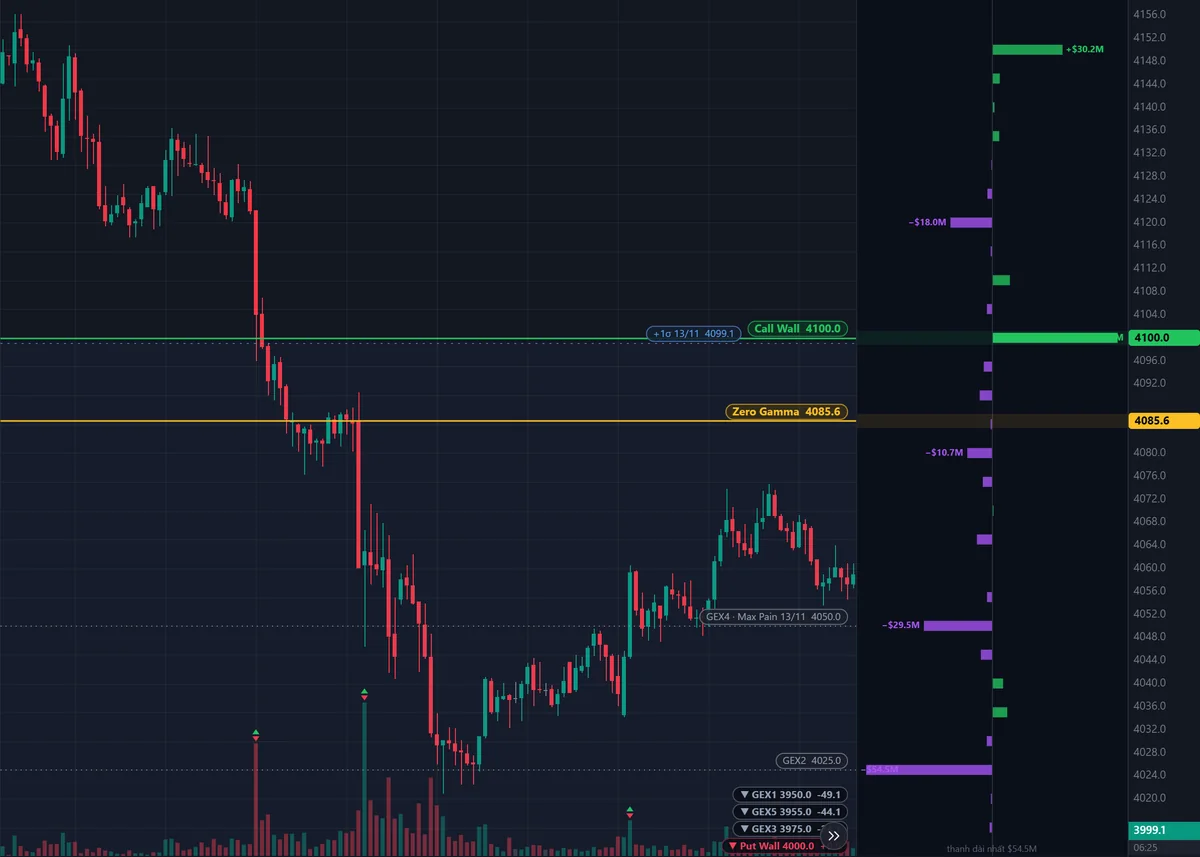 4156.0
4152.0
+$30.2M
4148.0
4144.0
4140.0
4136.0
4132.0
4128.0
4124.0
−$18.0M
4120.0
4116.0
4112.0
4108.0
4104.0
+1σ 13/11 4099.1
Call Wall 4100.0
M
4100.0
4096.0
4092.0
Zero Gamma 4085.6
4085.6
−$10.7M
4080.0
4076.0
4072.0
4068.0
4064.0
4060.0
4056.0
4052.0
GEX4 · Max Pain 13/11 4050.0
−$29.5M
4048.0
4044.0
4040.0
4036.0
4032.0
4028.0
GEX2 4025.0
−$54.5M
4024.0
▼ GEX1 3950.0 -49.1
4020.0
▼ GEX5 3955.0 -44.1
▼ GEX3 3975.0
3999.1
▼ Put Wall 4000.0 +
thanh dài nhất $54.5M
06:25